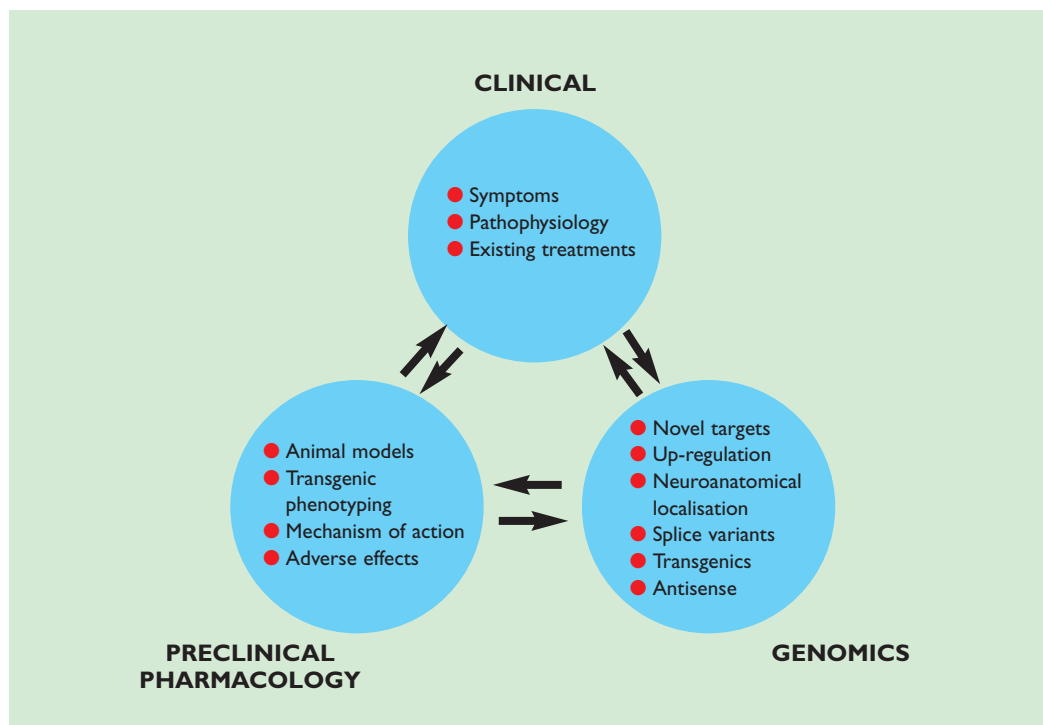 CLINICAL
Symptoms
Pathophysiology
Existing treatments
Animal models
Transgenic
phenotyping
Mechanism of action
Adverse effects
PRECLINICAL
PHARMACOLOGY
Novel targets
Up-regulation
Neuroanatomical
localisation
Splice variants
Transgenics
Antisense
GENOMICS